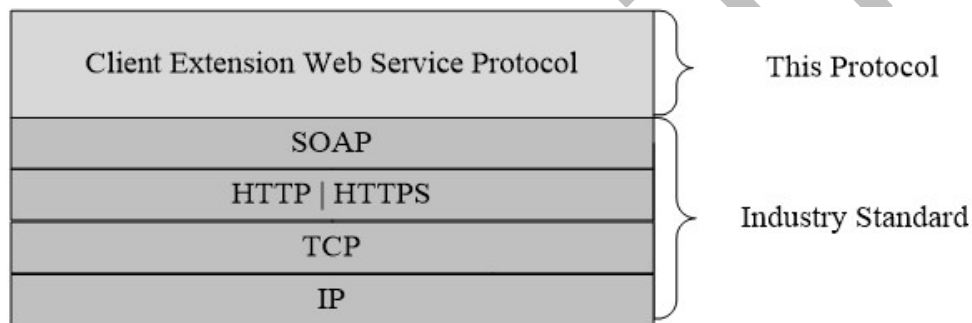 Client Extension Web Service Protocol
This Protocol
SOAP
HTTP | HTTPS
Industry Standard
TCP
IP